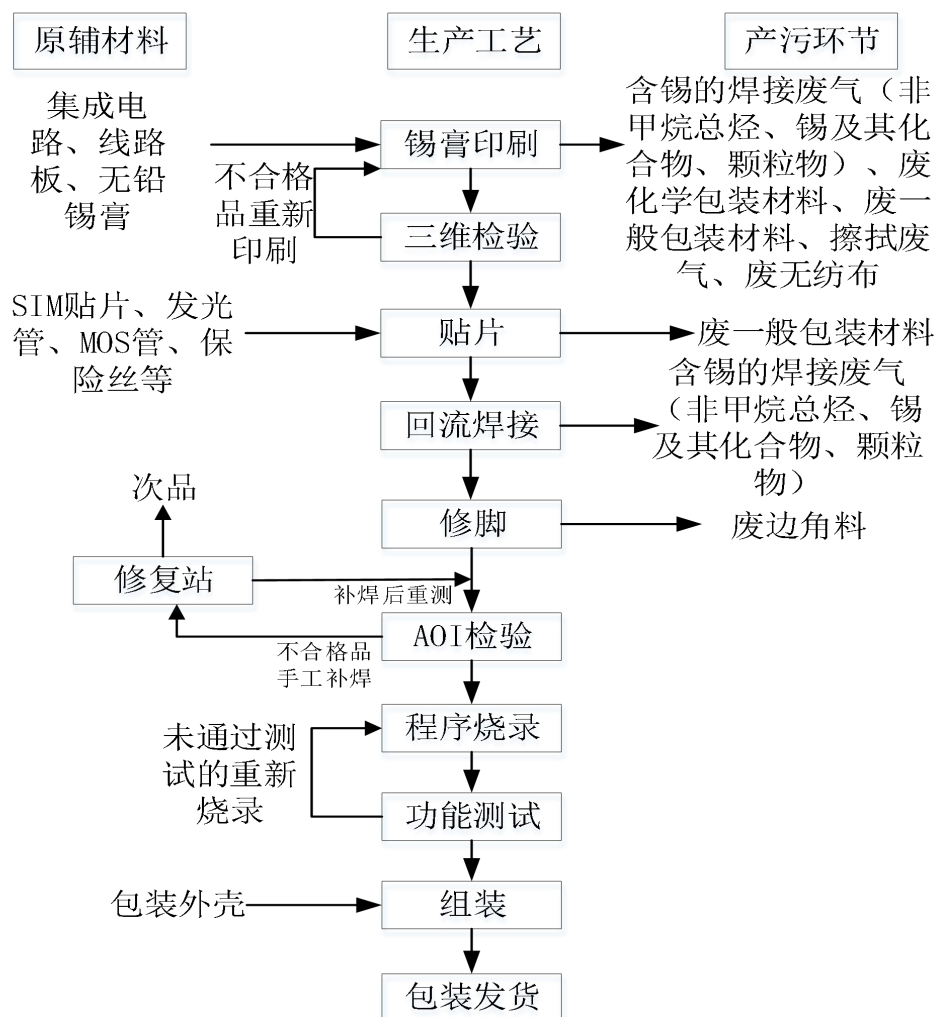 原辅材料
生产工艺
产污环节
集成电
路、线路
板、无铅
锡膏
锡膏印刷
含锡的焊接废气（非
甲烷总烃、锡及其化
合物、颗粒物）、废
化学包装材料、废一
般包装材料、擦拭废
气、废无纺布
不合格
品重新
印刷
三维检验
SIM贴片、发光
管、MOS管、保
险丝等
贴片
废一般包装材料
回流焊接
含锡的焊接废气
（非甲烷总烃、锡
及其化合物、颗粒
物）
次品
修脚
废边角料
修复站
补焊后重测
AOI检验
不合格品
手工补焊
程序烧录
未通过测
试的重新
烧录
功能测试
包装外壳
组装
包装发货